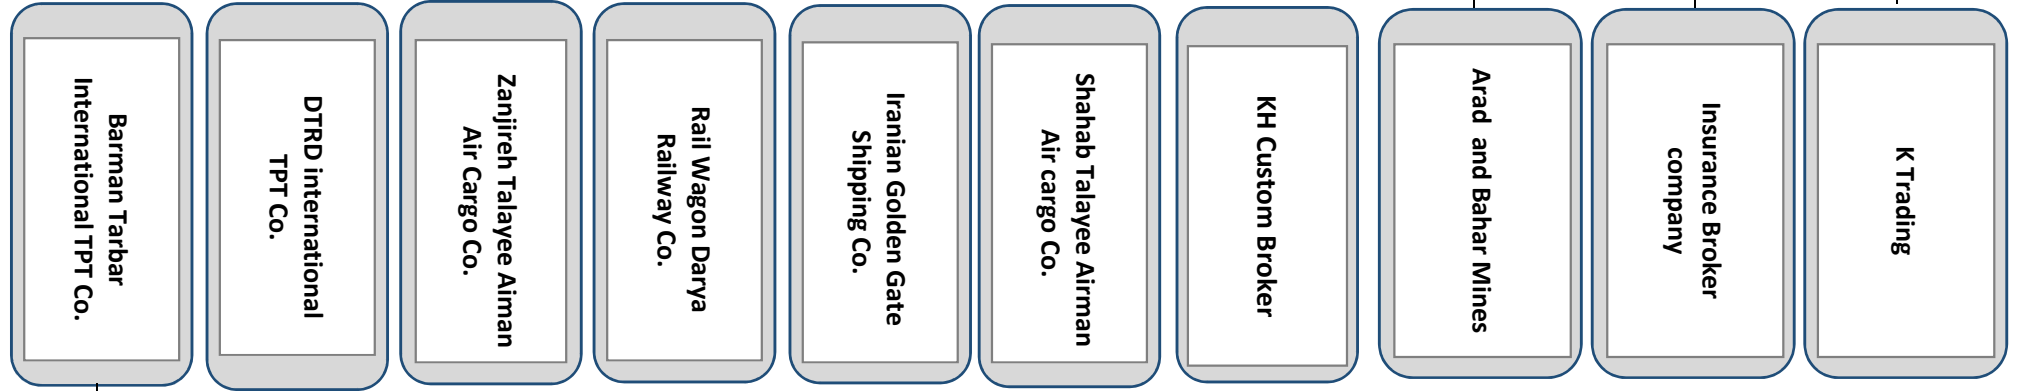 Barman Tarbar
International TPT Co.
DTRD international
TPT Co.
Zanjireh Talayee Aiman
Air Cargo Co.
Rail Wagon Darya
Railway Co.
Iranian Golden Gate
Shipping Co.
Shahab Talayee Airman
Air cargo Co.
KH Custom Broker
Arad and Bahar Mines
Insurance Broker
company
K Trading